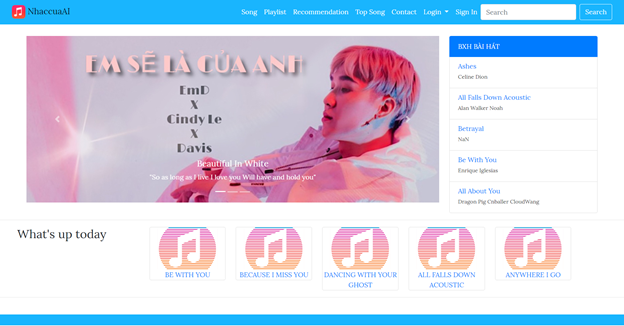 NhaccuaAI
Song Playlist Recommendation Top Song Contact Login Sign In Search Search
EM SẼ LÀ CỦA ANH
EmD
X
Cindy Le
X
Davis
Beautiful In White
"So as long as I live I love you Will have and hold you"
BXH BÀI HÁT
Ashes
Celine Dion
All Falls Down Acoustic
Alan Walker Noah
Betrayal
NaN
Be With You
Enrique Iglesias
All About You
Dragon Pig Cnballer CloudWang
What's up today
BE WITH YOU
BECAUSE I MISS YOU
DANCING WITH YOUR
GHOST
ALL FALLS DOWN
ACOUSTIC
ANYWHERE I GO